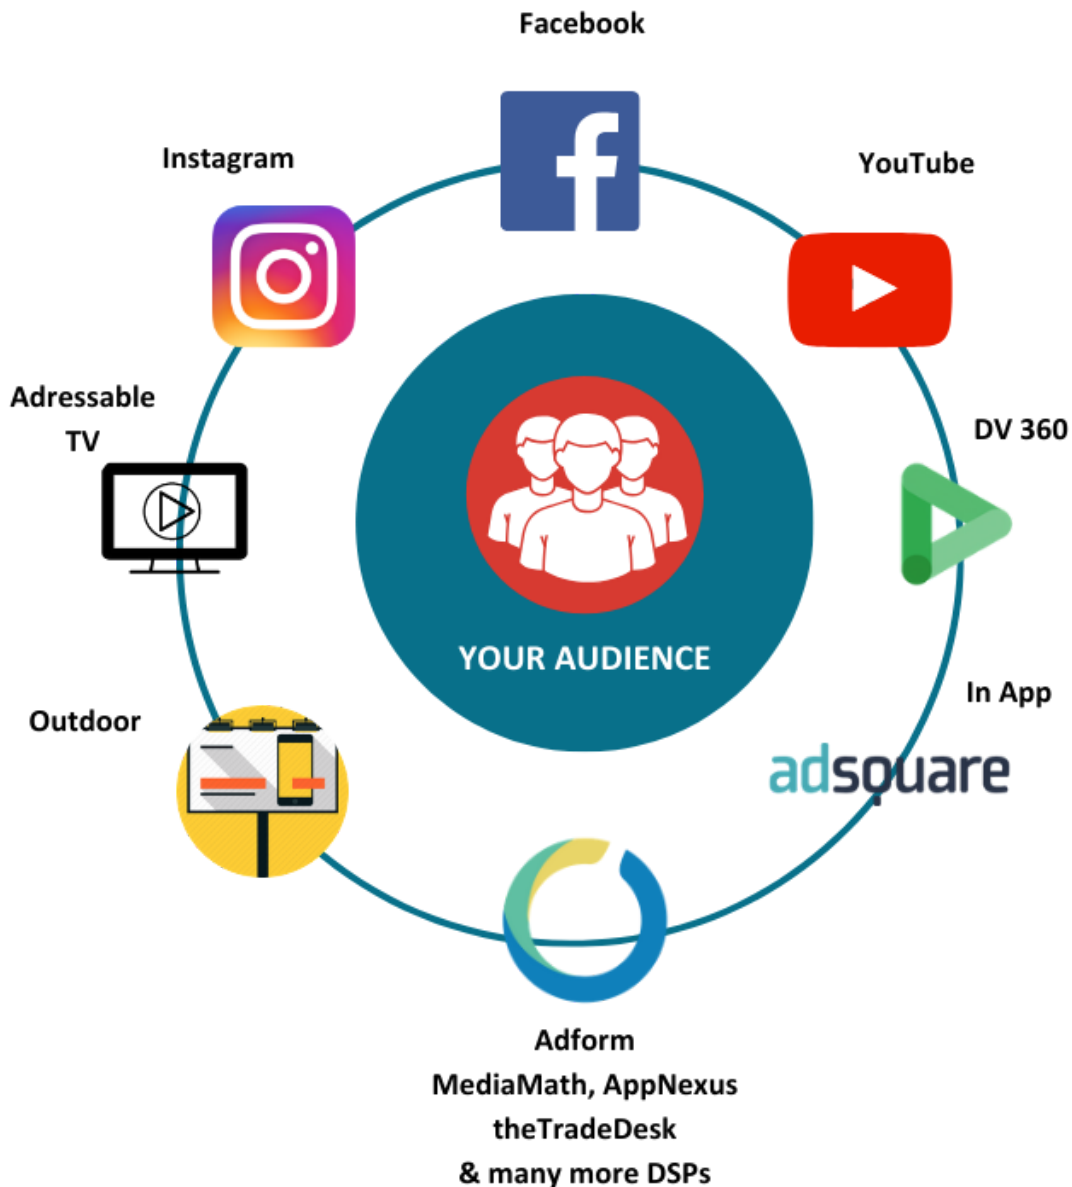 Facebook
Instagram
YouTube
Adressable
TV
DV 360
YOUR AUDIENCE
In App
Outdoor
adsquare
Adform
MediaMath, AppNexus
theTradeDesk
& many more DSPs